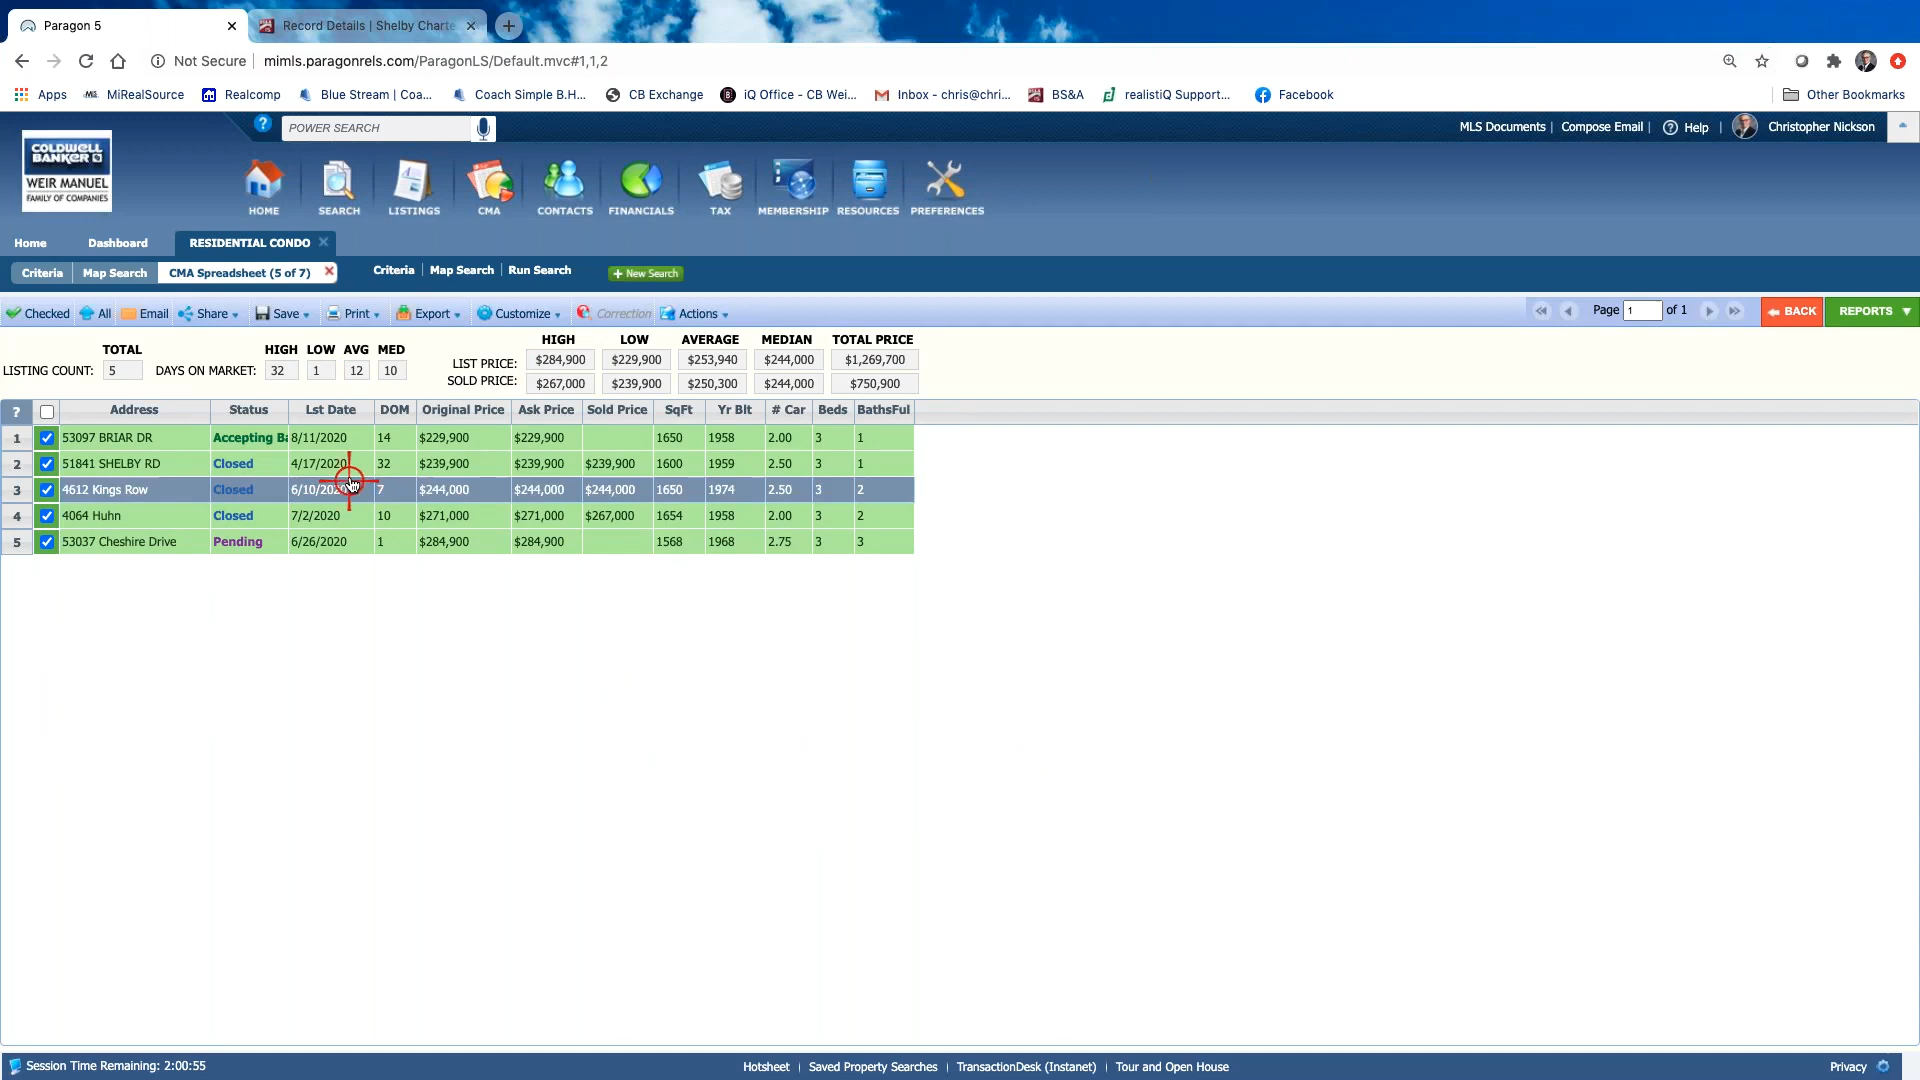 Paragon 5
Record Details | Shelby Charte
Not Secure
mimls.paragonrels.com/ParagonLS/Default.mvc#1,1,2
Apps
MiRealSource
Realcomp
Blue Stream | Coa...
Coach Simple B.H...
CB Exchange
iQ Office - CB Wei...
Inbox - chris@chri...
BS&A
realistiQ Support...
Facebook
Other Bookmarks
? POWER SEARCH
MLS Documents | Compose Email | ? Help | Christopher Nickson
COLDWELL
BANKER
WEIR MANUEL
FAMILY OF COMPANIES
HOME
SEARCH
LISTINGS
CMA
CONTACTS
FINANCIALS
TAX
MEMBERSHIP
RESOURCES
PREFERENCES
Home Dashboard RESIDENTIAL CONDO
Criteria Map Search CMA Spreadsheet (5 of 7) Criteria | Map Search | Run Search + New Search
Checked All Email Share Save Print Export Customize Correction Actions
Page 1 of 1 BACK REPORTS
TOTAL HIGH LOW AVG MED HIGH LOW AVERAGE MEDIAN TOTAL PRICE
LISTING COUNT: 5 DAYS ON MARKET: 32 1 12 10
LIST PRICE: $284,900 $229,900 $253,940 $244,000 $1,269,700
SOLD PRICE: $267,000 $239,900 $250,300 $244,000 $750,900
? Address Status Lst Date DOM Original Price Ask Price Sold Price SqFt Yr Blt # Car Beds BathsFul
1 53097 BRIAR DR Accepting Ba 8/11/2020 14 $229,900 $229,900 1650 1958 2.00 3 1
2 51841 SHELBY RD Closed 4/17/2020 32 $239,900 $239,900 $239,900 1600 1959 2.50 3 1
3 4612 Kings Row Closed 6/10/2020 7 $244,000 $244,000 $244,000 1650 1974 2.50 3 2
4 4064 Huhn Closed 7/2/2020 10 $271,000 $271,000 $267,000 1654 1958 2.00 3 2
5 53037 Cheshire Drive Pending 6/26/2020 1 $284,900 $284,900 1568 1968 2.75 3 3
Session Time Remaining: 2:00:55
Hotsheet | Saved Property Searches | TransactionDesk (Instanet) | Tour and Open House
Privacy